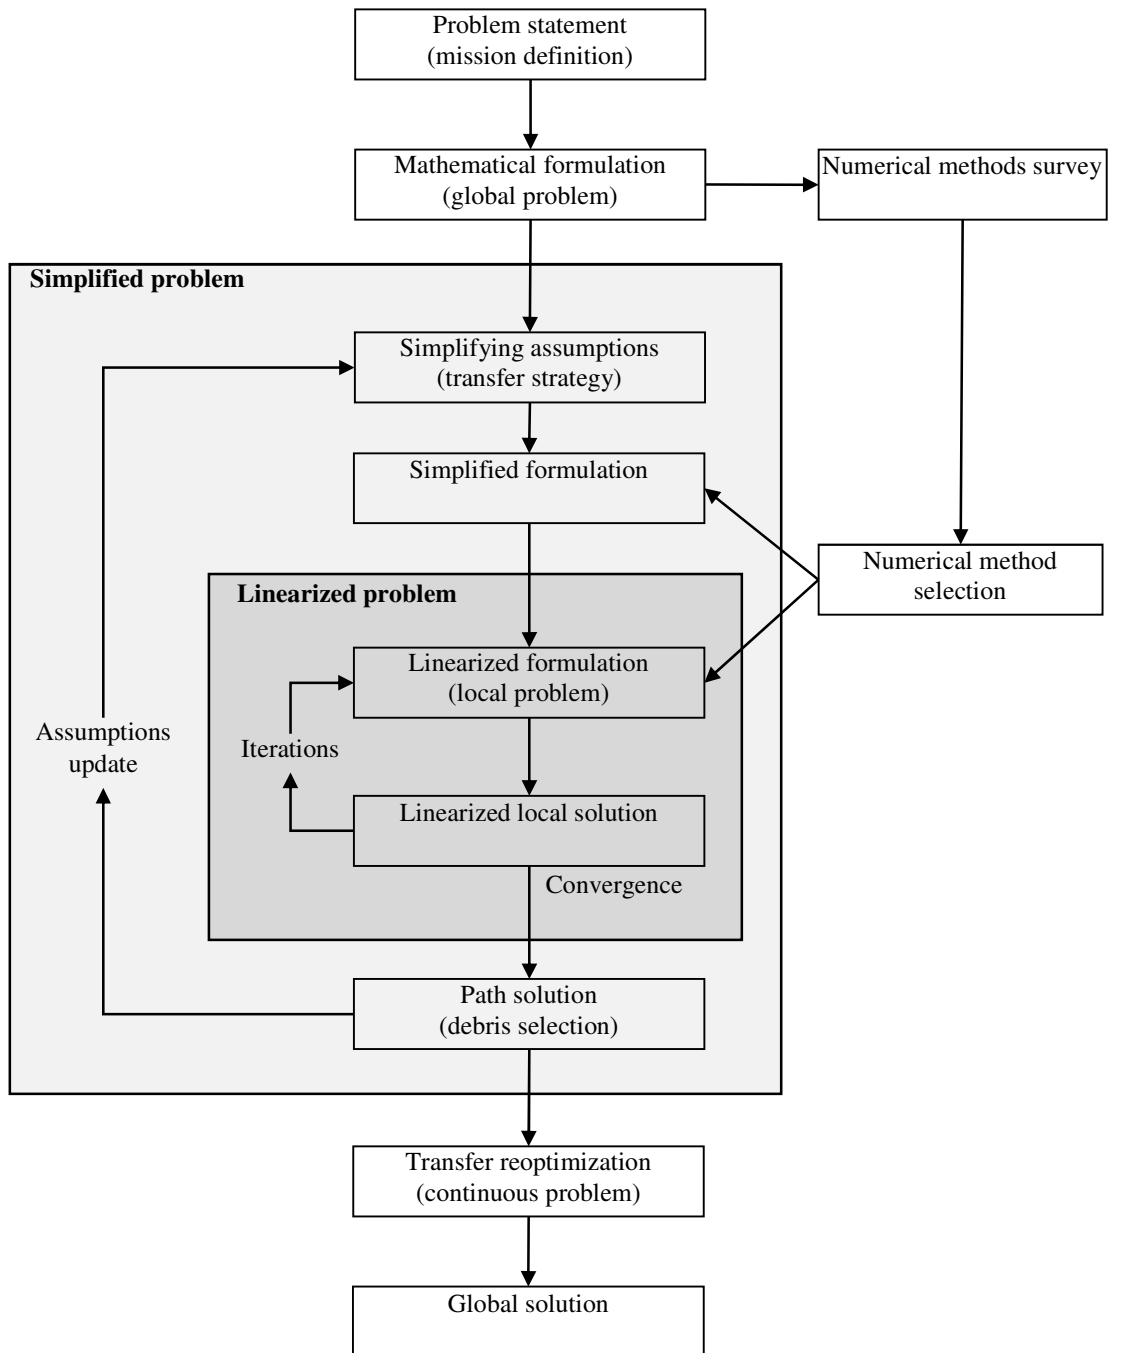 Problem statement
(mission definition)
Mathematical formulation
(global problem)
Numerical methods survey
Simplified problem
Simplifying assumptions
(transfer strategy)
Simplified formulation
Numerical method
selection
Linearized problem
Linearized formulation
(local problem)
Assumptions
update
Iterations
Linearized local solution
Convergence
Path solution
(debris selection)
Transfer reoptimization
(continuous problem)
Global solution